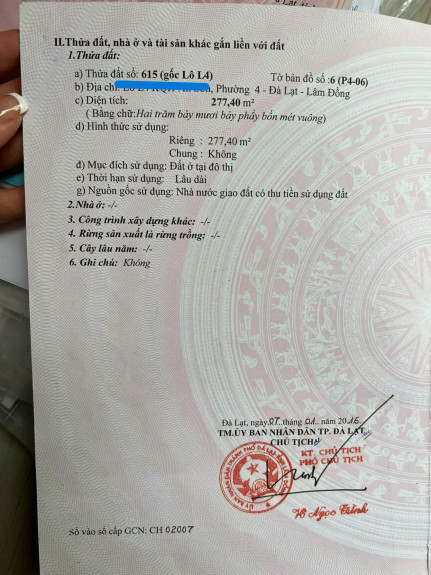 II.Thửa đất, nhà ở và tài sản khác gắn liền với đất
1.Thửa đất:
a) Thửa đất số: 615 (gốc Lô L4) Tờ bản đồ số :6 (P4-06)
b) Địa chỉ: Phường 4 - Đà Lạt - Lâm Đồng
c) Diện tích: 277,40 m²
( Bằng chữ:Hai trăm bảy mươi bảy phẩy bốn mét vuông)
d) Hình thức sử dụng:
Riêng : 277,40 m²
Chung : Không
đ) Mục đích sử dụng: Đất ở tại đô thị
e) Thời hạn sử dụng: Lâu dài
g) Nguồn gốc sử dụng: Nhà nước giao đất có thu tiền sử dụng đất
2.Nhà ở: -/-
3. Công trình xây dựng khác: -/-
4. Rừng sản xuất là rừng trồng: -/-
5. Cây lâu năm: -/-
6. Ghi chú: Không
Đà Lạt, ngày 07 tháng 01 năm 2016
TM.ỦY BAN NHÂN DÂN TP. ĐÀ LẠT
CHỦ TỊCH
KT. CHỦ TỊCH
PHÓ CHỦ TỊCH
Võ Ngọc Trình
Số vào sổ cấp GCN: CH 02007